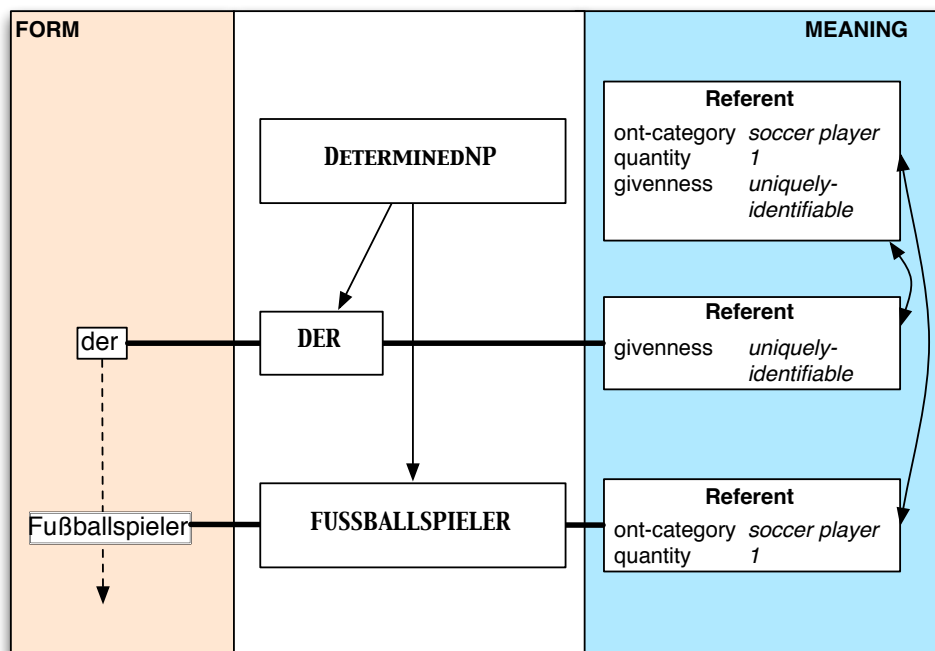 FORM
MEANING
Referent
ont-category soccer player
quantity 1
givenness uniquely-
identifiable
DETERMINEDNP
Referent
givenness uniquely-
identifiable
der
DER
Referent
ont-category soccer player
quantity 1
Fußballspieler
FUSSBALLSPIELER